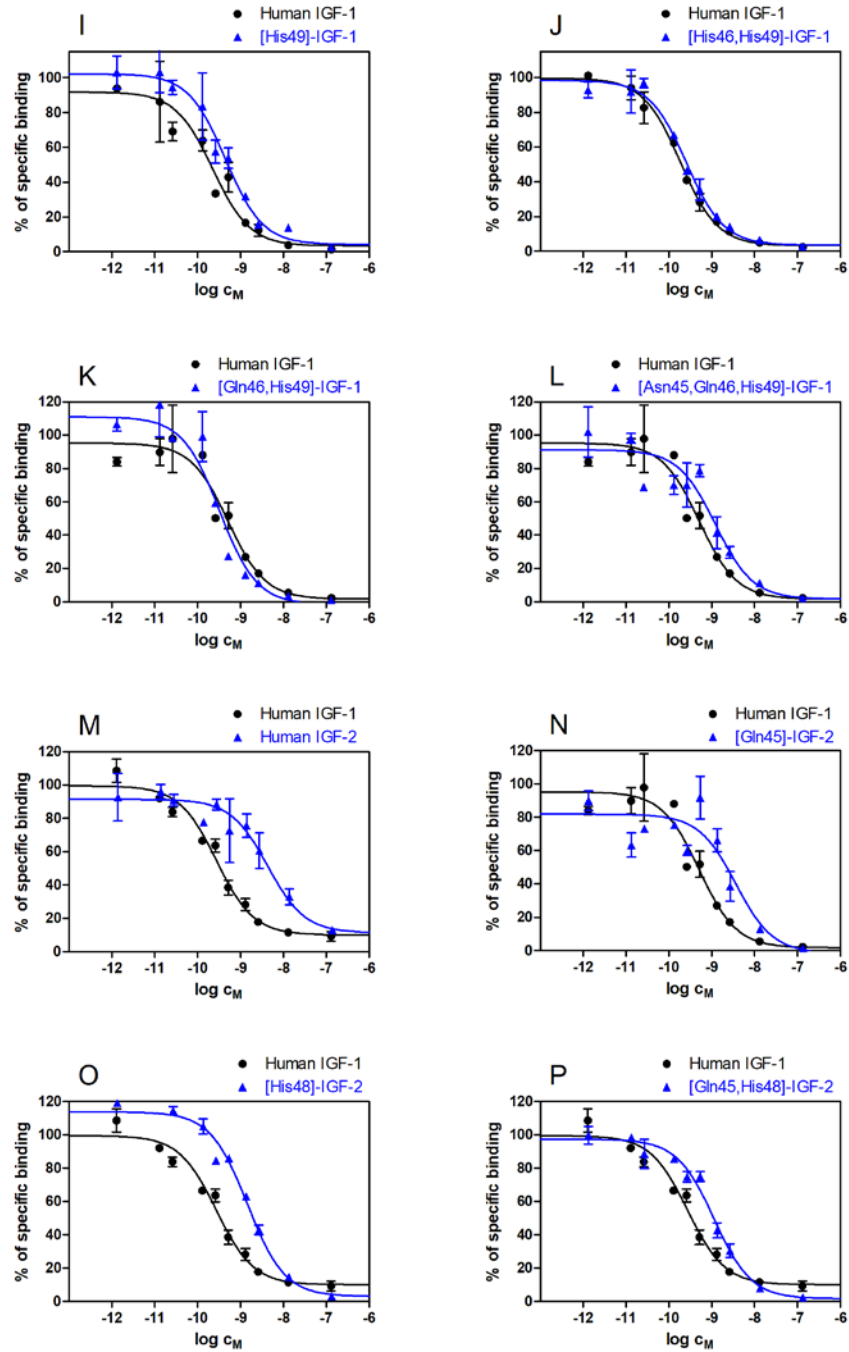 I
Human IGF-1
[His49]-IGF-1
% of specific binding
100
80
60
40
20
0
-12 -11 -10 -9 -8 -7 -6
log cM
J
Human IGF-1
[His46,His49]-IGF-1
% of specific binding
100
80
60
40
20
0
-12 -11 -10 -9 -8 -7 -6
log cM
K
Human IGF-1
[Gln46,His49]-IGF-1
% of specific binding
120
100
80
60
40
20
0
-12 -11 -10 -9 -8 -7 -6
log cM
L
Human IGF-1
[Asn45,Gln46,His49]-IGF-1
% of specific binding
120
100
80
60
40
20
0
-12 -11 -10 -9 -8 -7 -6
log cM
M
Human IGF-1
Human IGF-2
% of specific binding
120
100
80
60
40
20
0
-12 -11 -10 -9 -8 -7 -6
log cM
N
Human IGF-1
[Gln45]-IGF-2
% of specific binding
120
100
80
60
40
20
0
-12 -11 -10 -9 -8 -7 -6
log cM
O
Human IGF-1
[His48]-IGF-2
% of specific binding
120
100
80
60
40
20
0
-12 -11 -10 -9 -8 -7 -6
log cM
P
Human IGF-1
[Gln45,His48]-IGF-2
% of specific binding
120
100
80
60
40
20
0
-12 -11 -10 -9 -8 -7 -6
log cM